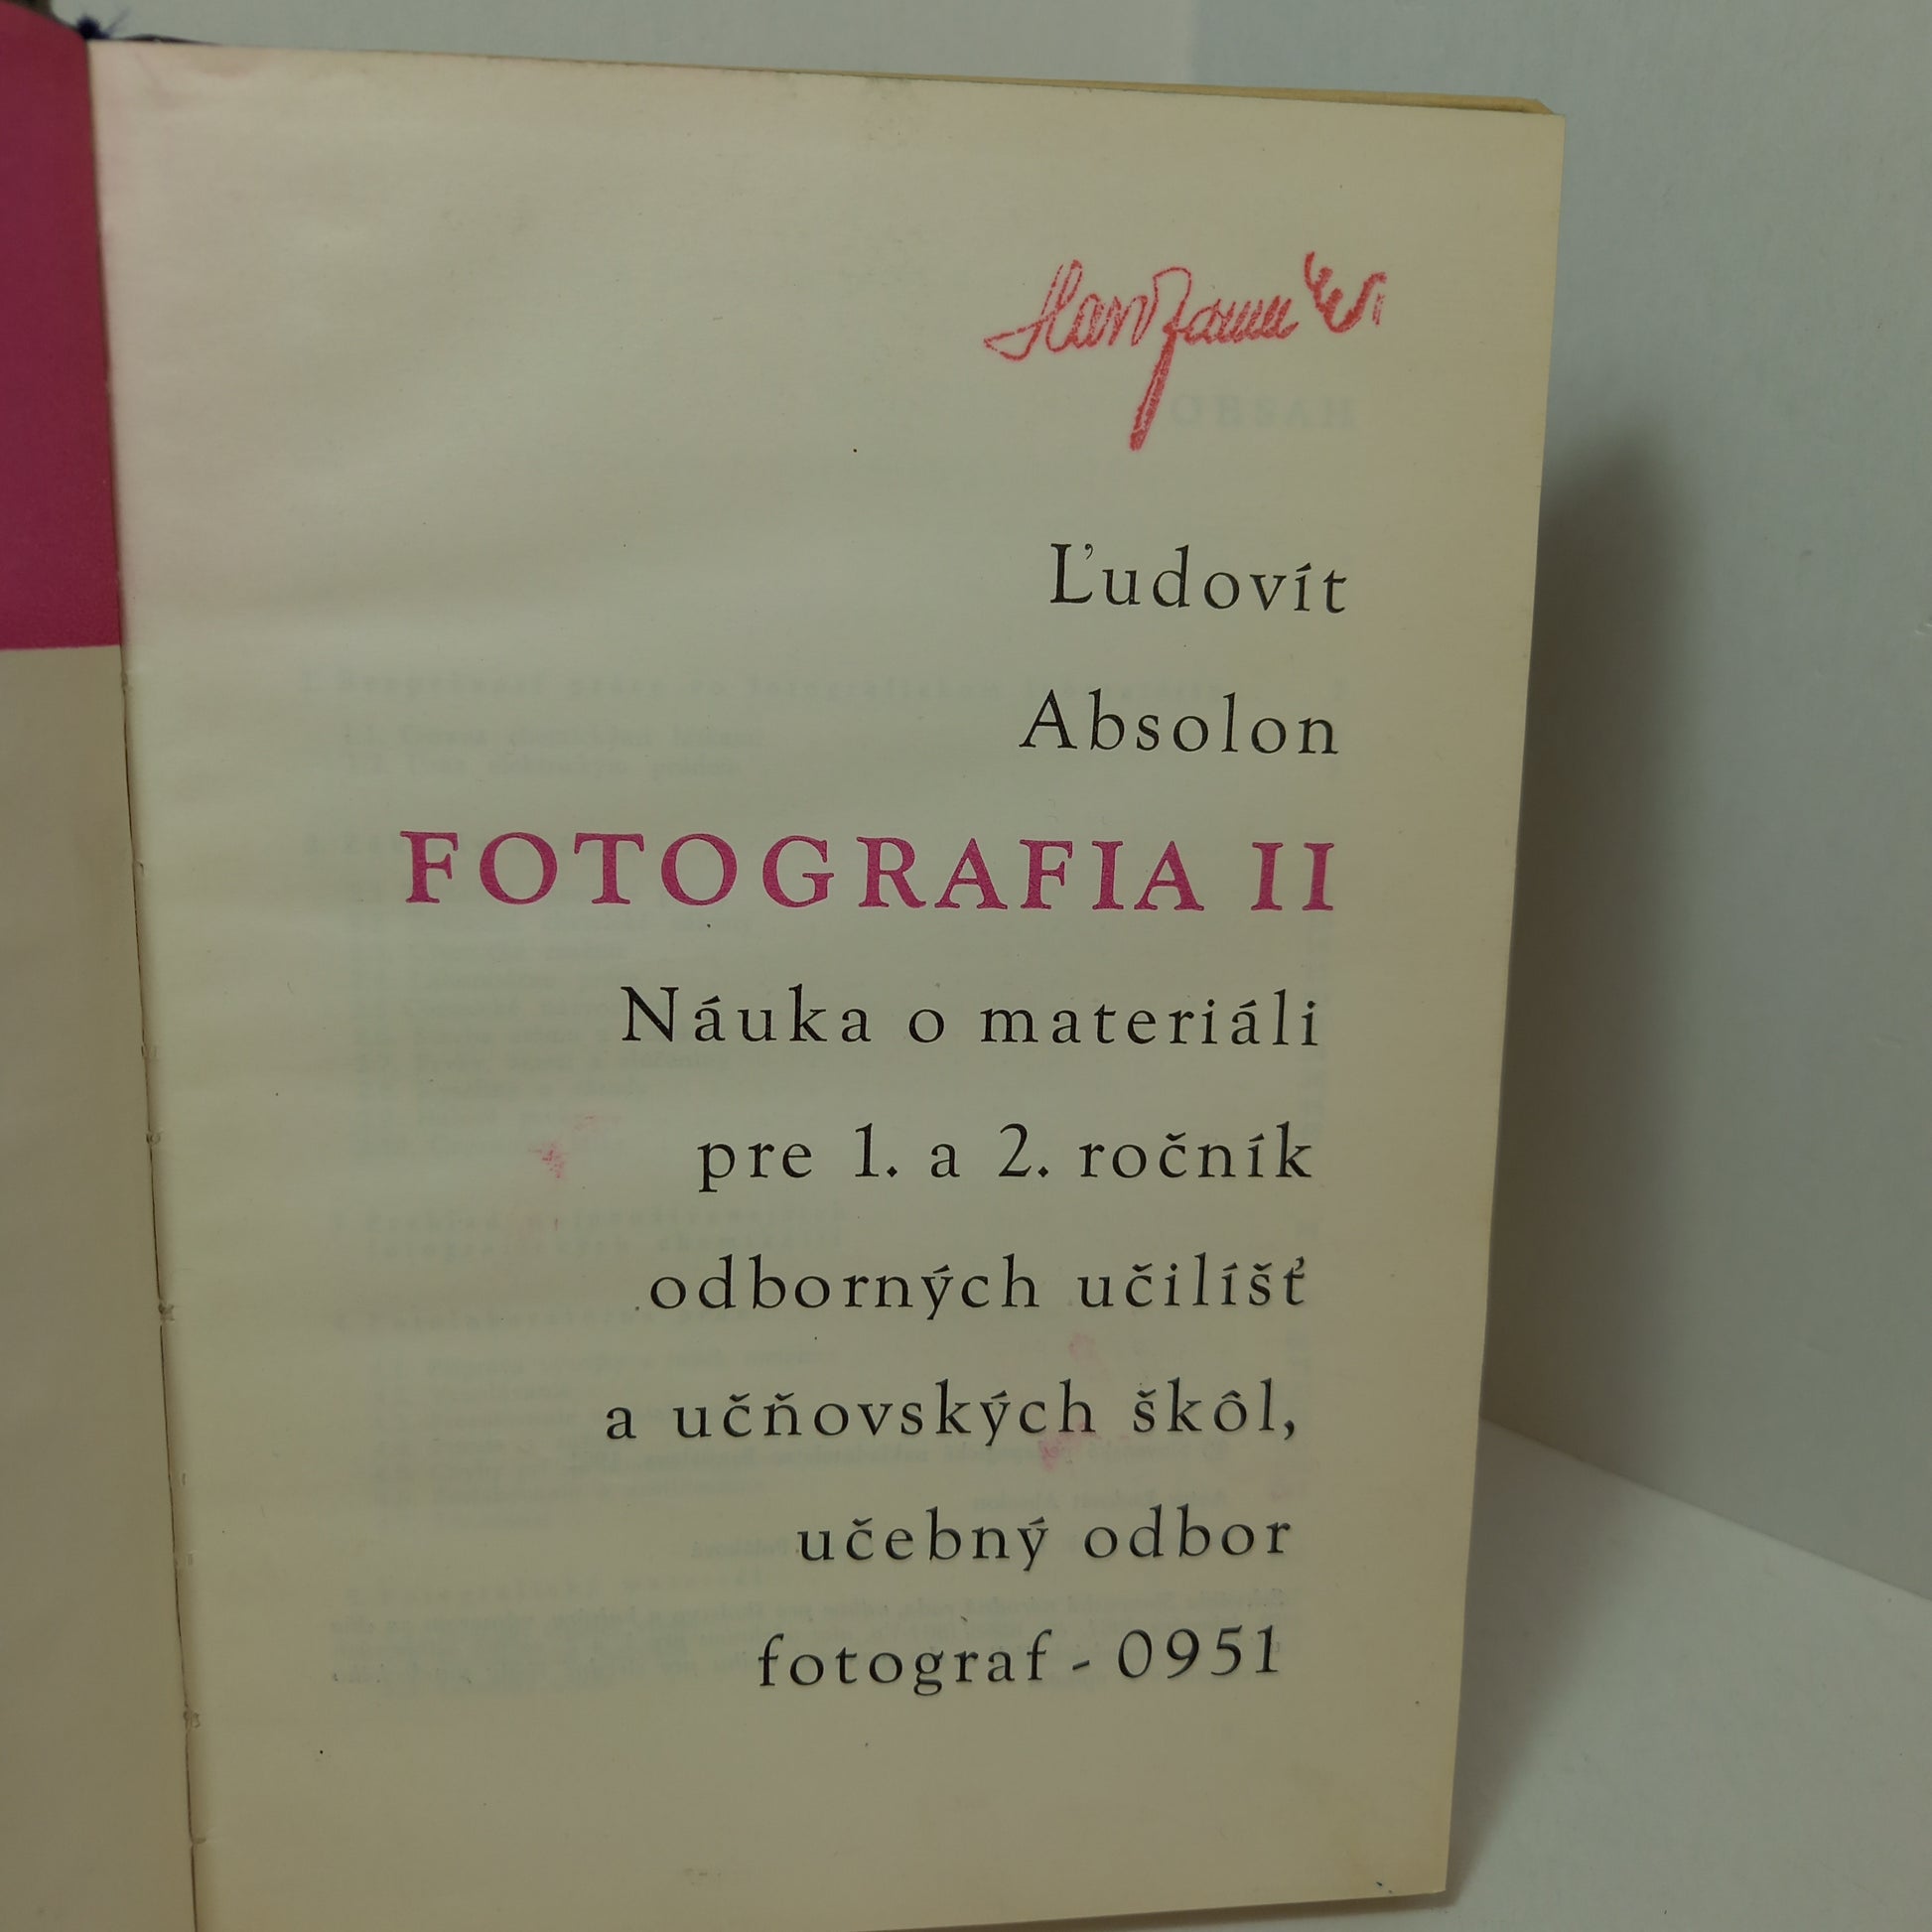 Ľudovít
Absolon
FOTOGRAFIA II
Náuka o materiáli
pre 1. a 2. ročník
odborných učilíšť
a učňovských škôl,
učebný odbor
fotograf - 0951